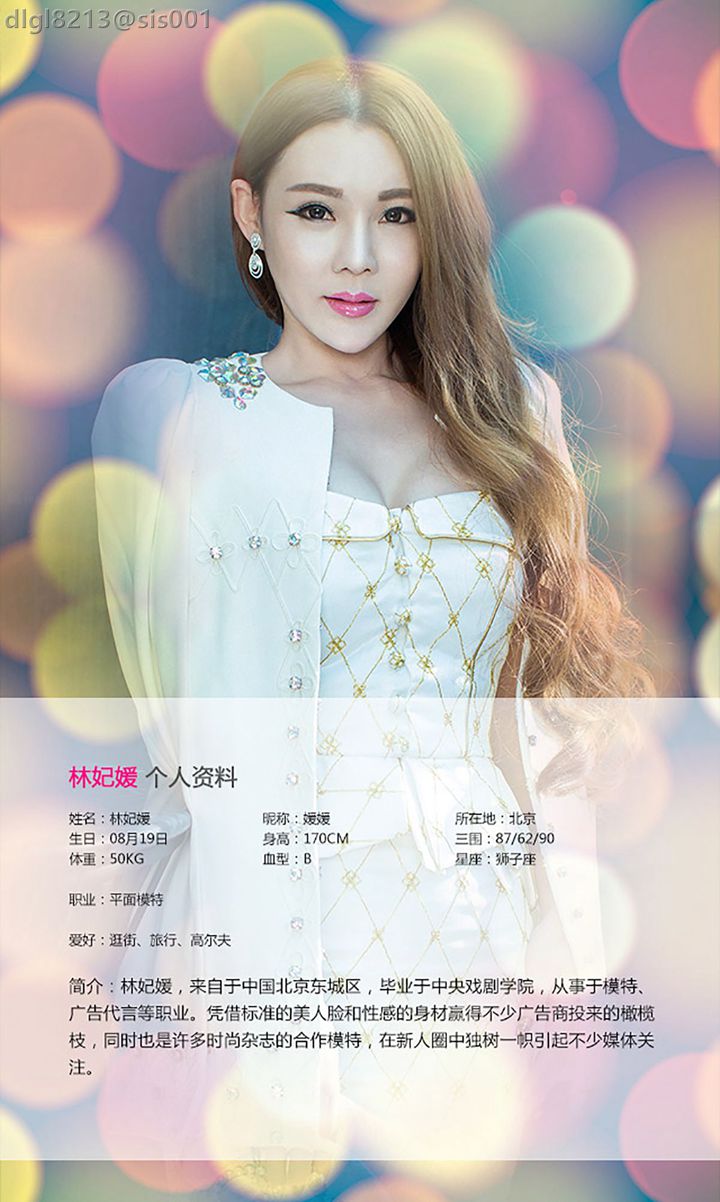 dlgl8213@sis001
林妃媛 个人资料
姓名：林妃媛 昵称：媛媛 所在地：北京
生日：08月19日 身高：170CM 三围：87/62/90
体重：50KG 血型：B 星座：狮子座
职业：平面模特
爱好：逛街、旅行、高尔夫
简介：林妃媛，来自于中国北京东城区，毕业于中央戏剧学院，从事于模特、
广告代言等职业。凭借标准的美人脸和性感的身材赢得不少广告商投来的橄榄
枝，同时也是许多时尚杂志的合作模特，在新人圈中独树一帜引起不少媒体关
注。